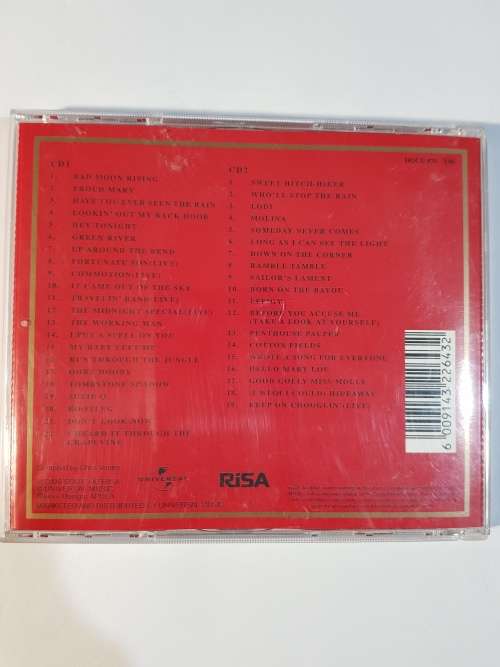 CD1
1. BAD MOON RISING
2. PROUD MARY
3. HAVE YOU EVER SEEN THE RAIN
4. LOOKIN' OUT MY BACK DOOR
5. HEY TONIGHT
6. GREEN RIVER
7. UP AROUND THE BEND
8. FORTUNATE SON (LIVE)
9. COMMOTION (LIVE)
10. IT CAME OUT OF THE SKY
11. TRAVELLIN' BAND (LIVE)
12. THE MIDNIGHT SPECIAL (LIVE)
13. THE WORKING MAN
14. I PUT A SPELL ON YOU
15. MY BABY LEFT ME
16. RUN THROUGH THE JUNGLE
17. OOBY DOOBY
18. TOMBSTONE SHADOW
19. SUZIE Q
20. BOOTLEG
21. DON'T LOOK NOW
22. I HEARD IT THROUGH THE
GRAPEVINE
CD2
1. SWEET HITCH-HIKER
2. WHO'LL STOP THE RAIN
3. LODI
4. MOLINA
5. SOMEDAY NEVER COMES
6. LONG AS I CAN SEE THE LIGHT
7. DOWN ON THE CORNER
8. RAMBLE TAMBLE
9. SAILOR'S LAMENT
10. BORN ON THE BAYOU
11. EFFIGY
12. BEFORE YOU ACCUSE ME
(TAKE A LOOK AT YOURSELF)
13. PENTHOUSE PAUPER
14. COTTON FIELDS
15. WROTE A SONG FOR EVERYONE
16. HELLO MARY LOU
17. GOOD GOLLY MISS MOLLY
18. (WISH I COULD) HIDEAWAY
19. KEEP ON CHOOGLIN' (LIVE)
6 009143 226432
UNIVERSAL
RiSA